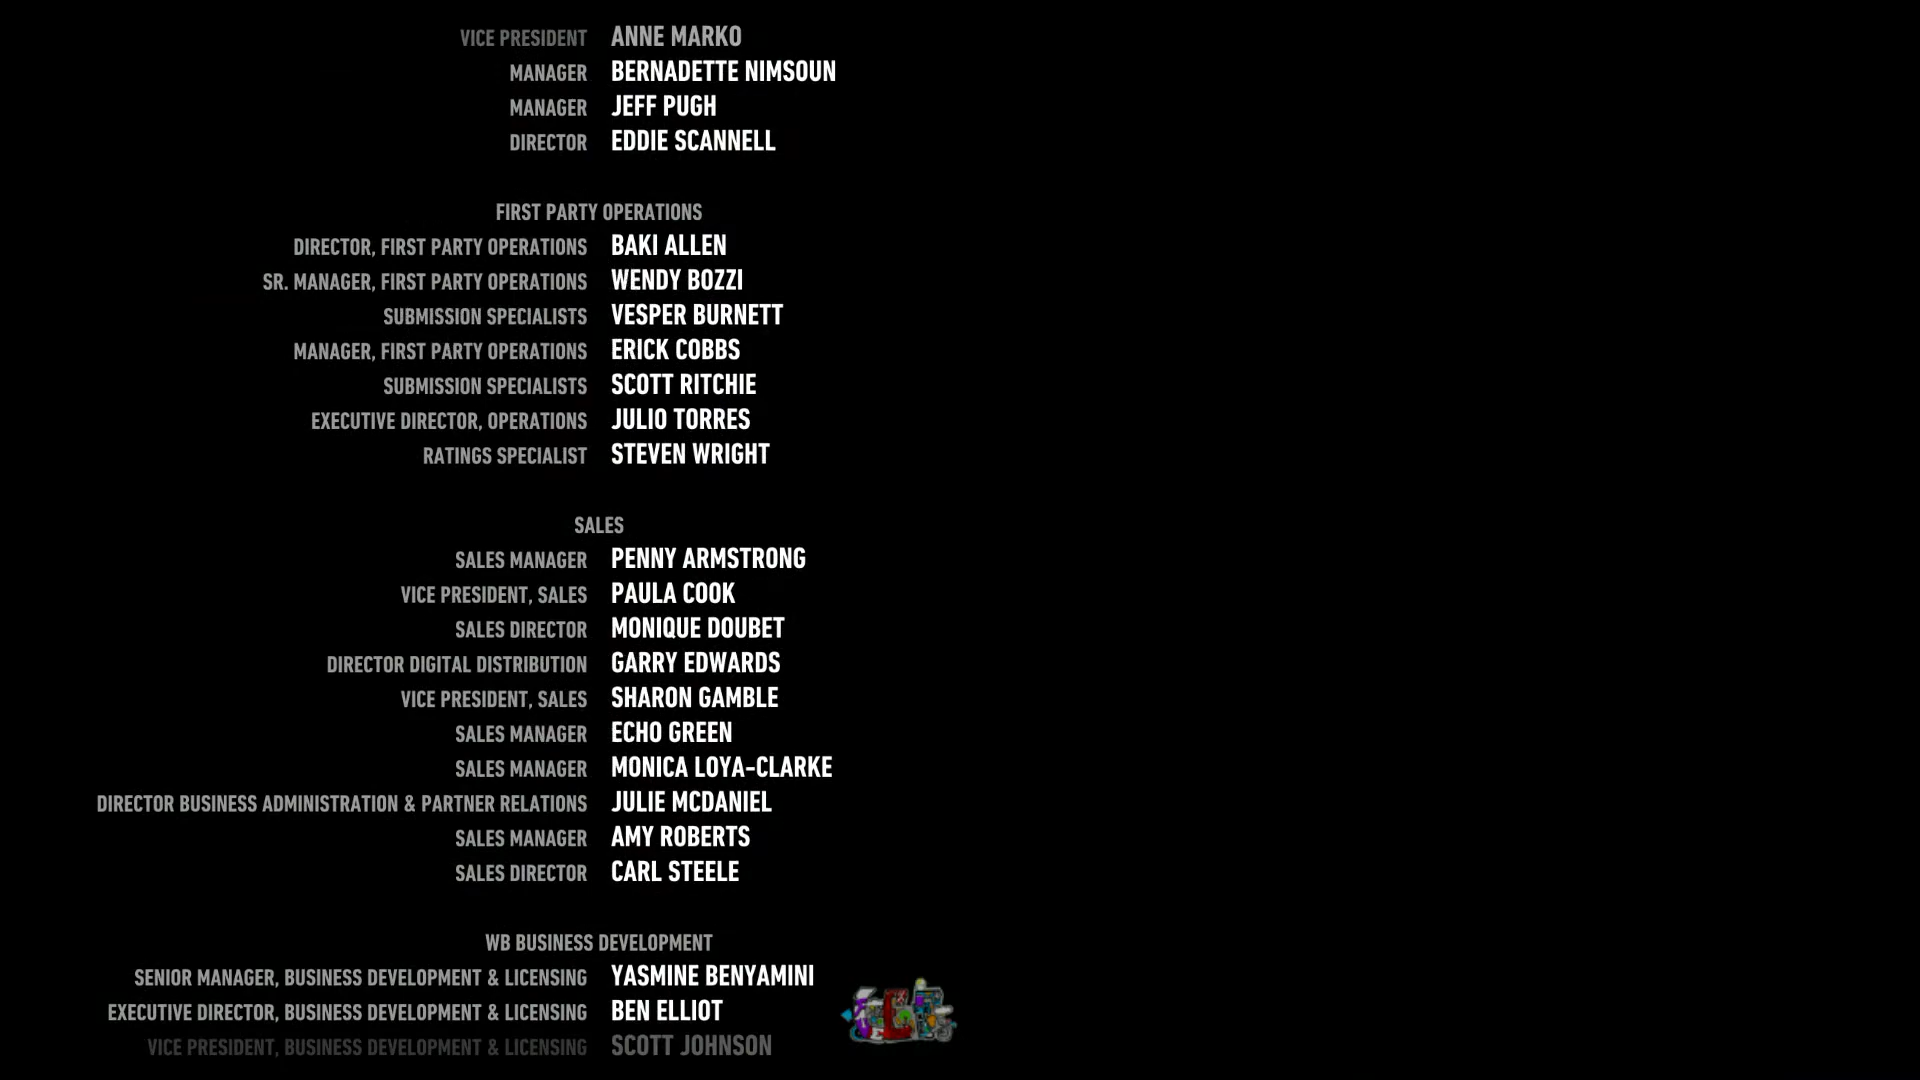 VICE PRESIDENT ANNE MARKO
MANAGER BERNADETTE NIMSOUN
MANAGER JEFF PUGH
DIRECTOR EDDIE SCANNELL
FIRST PARTY OPERATIONS
DIRECTOR, FIRST PARTY OPERATIONS BAKI ALLEN
SR. MANAGER, FIRST PARTY OPERATIONS WENDY BOZZI
SUBMISSION SPECIALISTS VESPER BURNETT
MANAGER, FIRST PARTY OPERATIONS ERICK COBBS
SUBMISSION SPECIALISTS SCOTT RITCHIE
EXECUTIVE DIRECTOR, OPERATIONS JULIO TORRES
RATINGS SPECIALIST STEVEN WRIGHT
SALES
SALES MANAGER PENNY ARMSTRONG
VICE PRESIDENT, SALES PAULA COOK
SALES DIRECTOR MONIQUE DOUBET
DIRECTOR DIGITAL DISTRIBUTION GARRY EDWARDS
VICE PRESIDENT, SALES SHARON GAMBLE
SALES MANAGER ECHO GREEN
SALES MANAGER MONICA LOYA-CLARKE
DIRECTOR BUSINESS ADMINISTRATION & PARTNER RELATIONS JULIE MCDANIEL
SALES MANAGER AMY ROBERTS
SALES DIRECTOR CARL STEELE
WB BUSINESS DEVELOPMENT
SENIOR MANAGER, BUSINESS DEVELOPMENT & LICENSING YASMINE BENYAMINI
EXECUTIVE DIRECTOR, BUSINESS DEVELOPMENT & LICENSING BEN ELLIOT
VICE PRESIDENT, BUSINESS DEVELOPMENT & LICENSING SCOTT JOHNSON